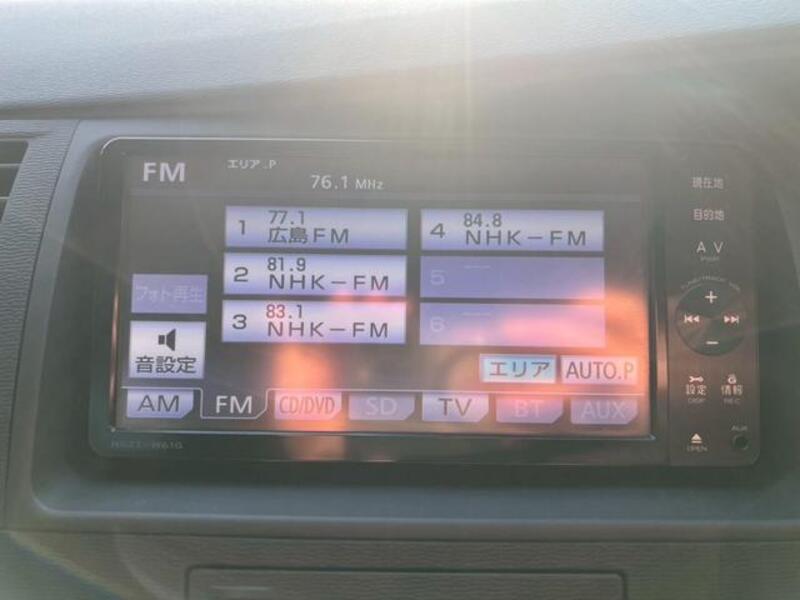 FM エリア.P 76.1 MHz
現在地
目的地
A V
1 77.1 広島FM
2 81.9 NHK-FM
3 83.1 NHK-FM
4 84.8 NHK-FM
5
6
フォト再生
音設定
エリア AUTO.P
AM FM CD/DVD SD TV BT AUX
設定 情報
DISP REC
AUX
OPEN